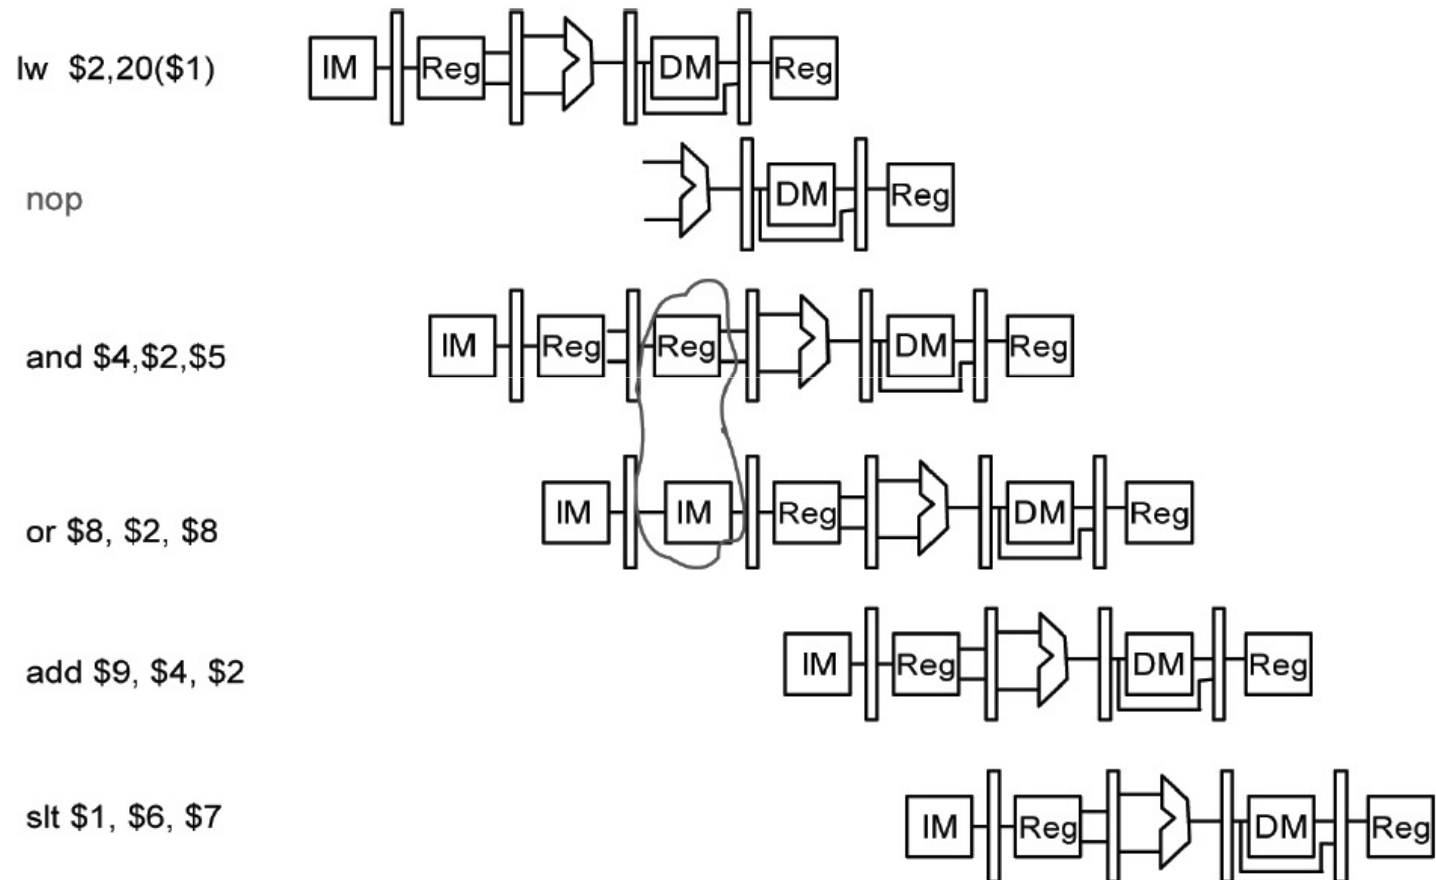 lw $2,20($1) IM Reg DM Reg
nop DM Reg
and $4,$2,$5 IM Reg Reg DM Reg
or $8, $2, $8 IM IM Reg DM Reg
add $9, $4, $2 IM Reg DM Reg
slt $1, $6, $7 IM Reg DM Reg